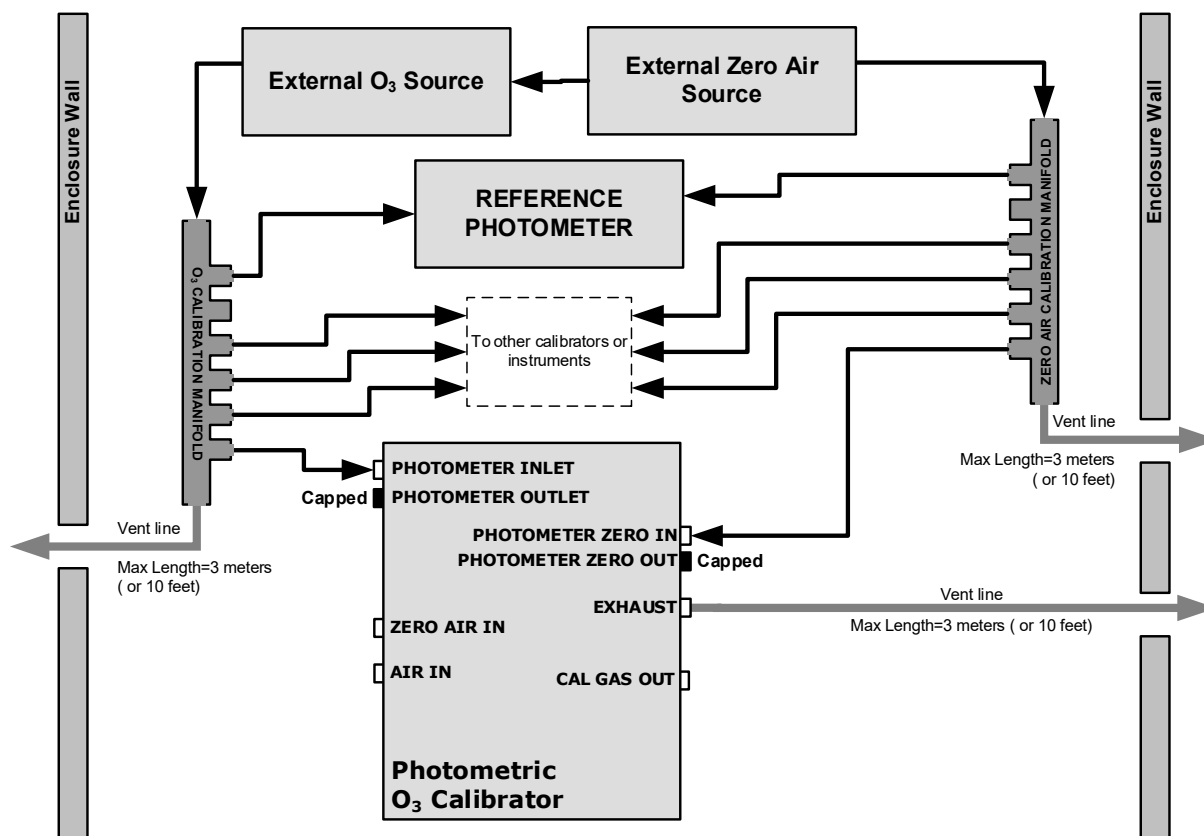 External O₃ Source
External Zero Air
Source
Enclosure Wall
Enclosure Wall
REFERENCE
PHOTOMETER
O₃ CALIBRATION MANIFOLD
ZERO AIR CALIBRATION MANIFOLD
To other calibrators or
instruments
Vent line
Max Length=3 meters
( or 10 feet)
PHOTOMETER INLET
Capped
PHOTOMETER OUTLET
Vent line
Max Length=3 meters
( or 10 feet)
PHOTOMETER ZERO IN
PHOTOMETER ZERO OUT
Capped
EXHAUST
Vent line
Max Length=3 meters ( or 10 feet)
ZERO AIR IN
AIR IN
CAL GAS OUT
Photometric
O₃ Calibrator